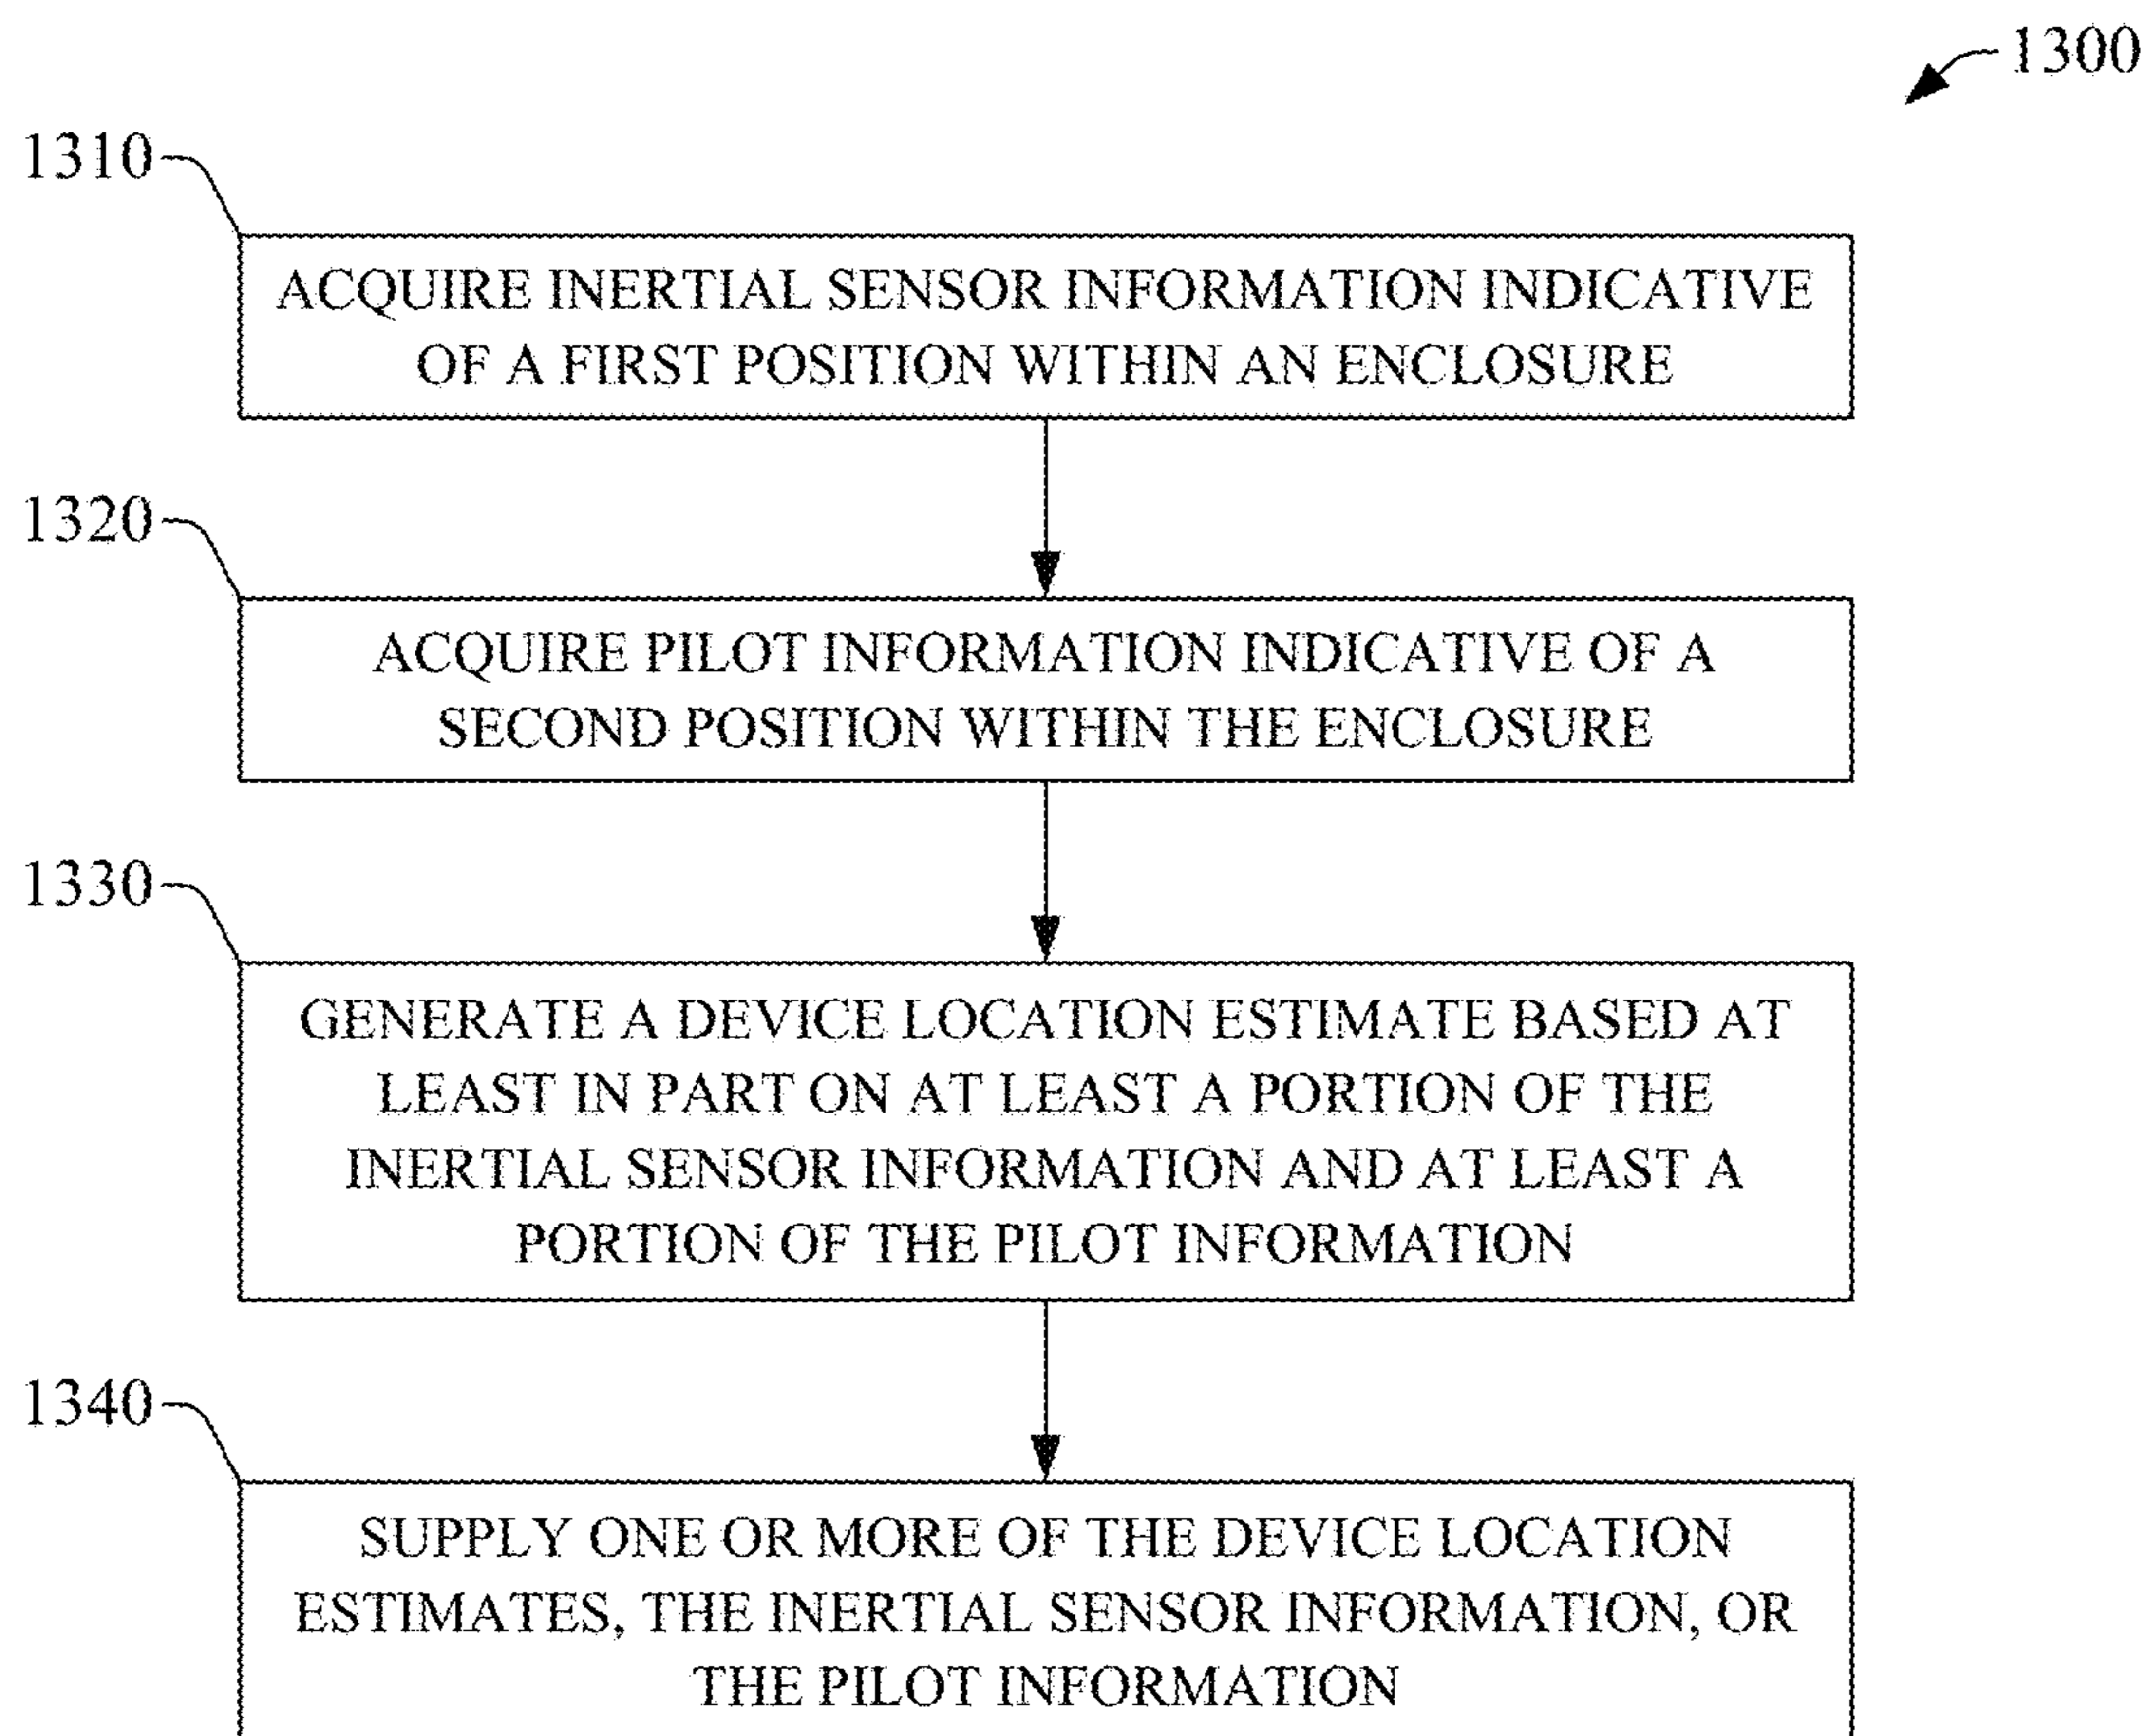 1300
1310
ACQUIRE INERTIAL SENSOR INFORMATION INDICATIVE
OF A FIRST POSITION WITHIN AN ENCLOSURE
1320
ACQUIRE PILOT INFORMATION INDICATIVE OF A
SECOND POSITION WITHIN THE ENCLOSURE
1330
GENERATE A DEVICE LOCATION ESTIMATE BASED AT
LEAST IN PART ON AT LEAST A PORTION OF THE
INERTIAL SENSOR INFORMATION AND AT LEAST A
PORTION OF THE PILOT INFORMATION
1340
SUPPLY ONE OR MORE OF THE DEVICE LOCATION
ESTIMATES, THE INERTIAL SENSOR INFORMATION, OR
THE PILOT INFORMATION